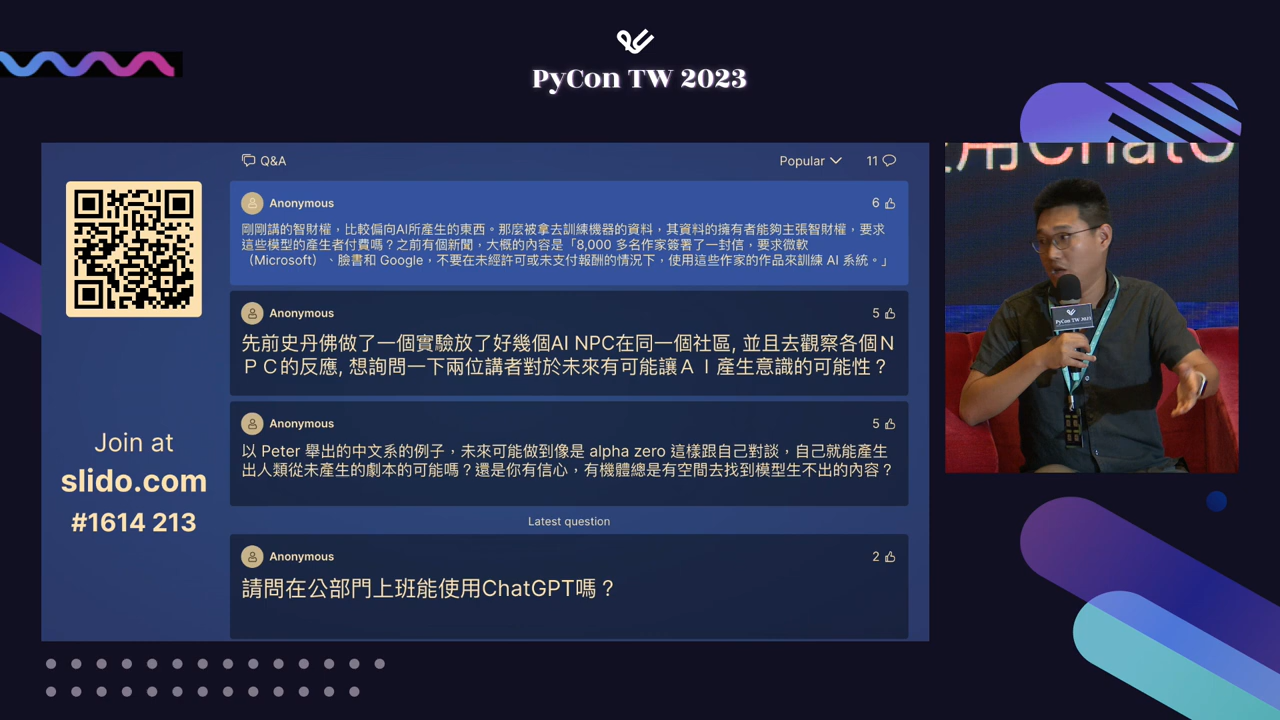 PyCon TW 2023
Q&A
Popular
11
Anonymous
6
剛剛講的智財權，比較偏向AI所產生的東西。那麼被拿去訓練機器的資料，其資料的擁有者能夠主張智財權，要求
這些模型的產生者付費嗎？之前有個新聞，大概的內容是「8,000 多名作家簽署了一封信，要求微軟
（Microsoft）、臉書和 Google，不要在未經許可或未支付報酬的情況下，使用這些作家的作品來訓練 AI 系統。」
Anonymous
5
先前史丹佛做了一個實驗放了好幾個AI NPC在同一個社區, 並且去觀察各個Ｎ
ＰＣ的反應, 想詢問一下兩位講者對於未來有可能讓ＡＩ產生意識的可能性？
Anonymous
5
以 Peter 舉出的中文系的例子，未來可能做到像是 alpha zero 這樣跟自己對談，自己就能產生
出人類從未產生的劇本的可能嗎？還是你有信心，有機體總是有空間去找到模型生不出的內容？
Latest question
Anonymous
2
請問在公部門上班能使用ChatGPT嗎？
Join at
slido.com
#1614 213
用ChatG
PyCon TW 2023